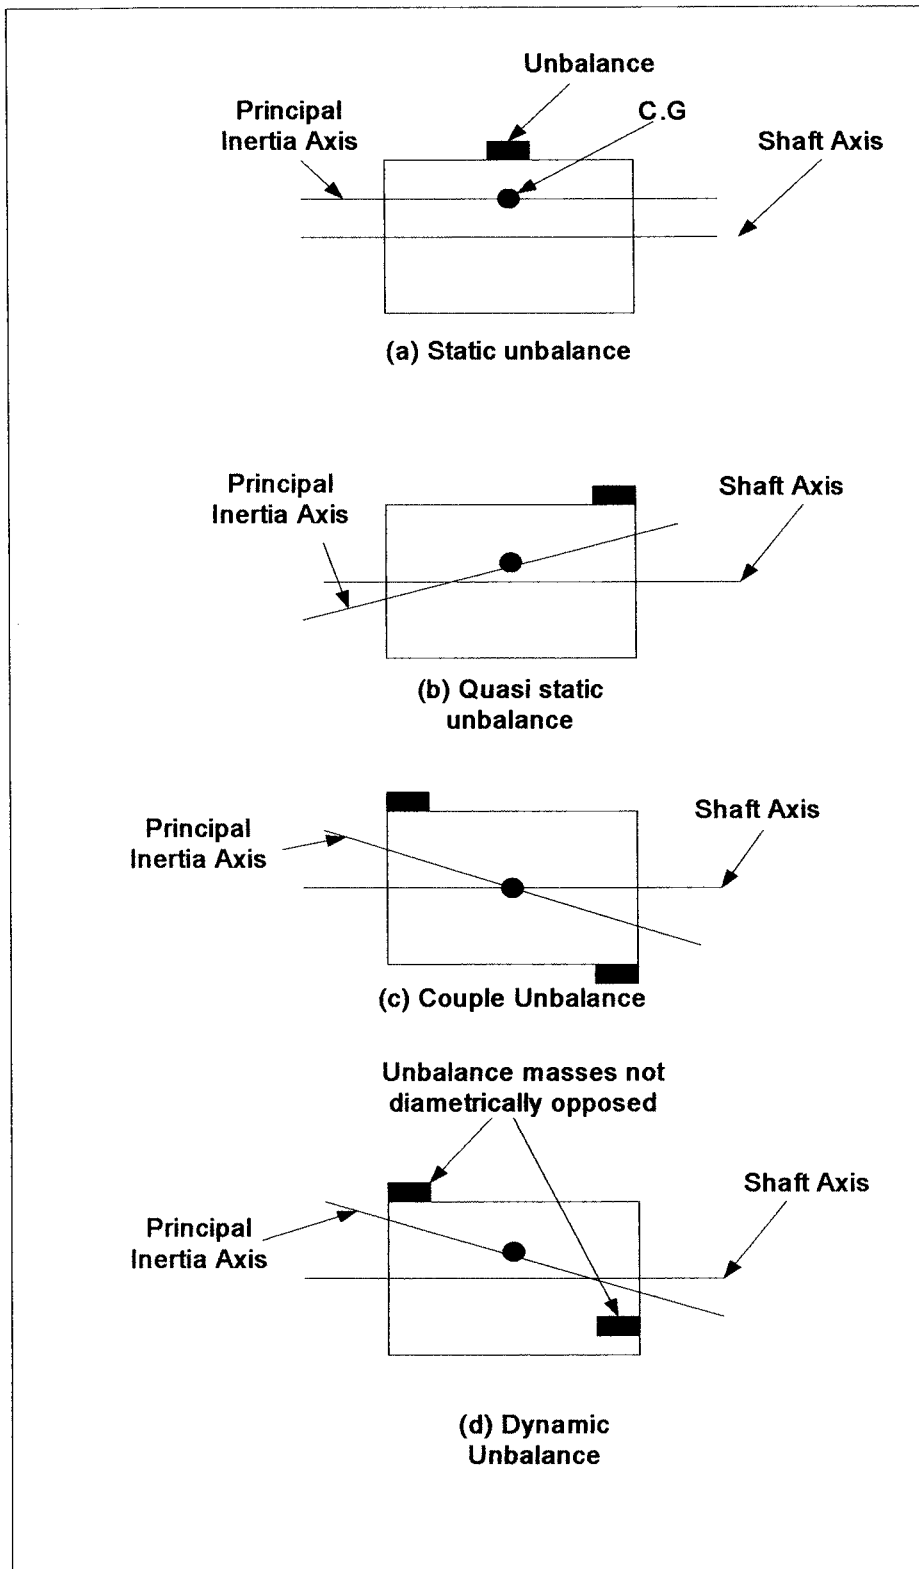 Unbalance
Principal
Inertia Axis
C.G
Shaft Axis
(a) Static unbalance
Principal
Inertia Axis
Shaft Axis
(b) Quasi static
unbalance
Principal
Inertia Axis
Shaft Axis
(c) Couple Unbalance
Unbalance masses not
diametrically opposed
Principal
Inertia Axis
Shaft Axis
(d) Dynamic
Unbalance